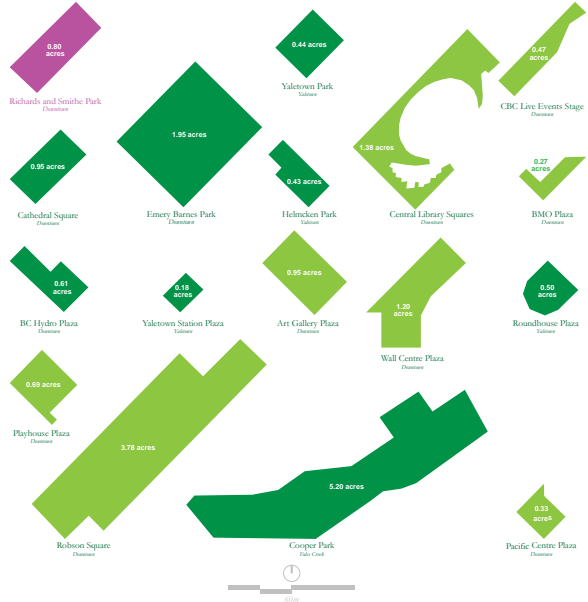 0.80
acres
Richards and Smithe Park
Downtown
0.44 acres
Yaletown Park
Yaletown
0.47
acres
CBC Live Events Stage
Downtown
0.95 acres
Cathedral Square
Downtown
1.95 acres
Emery Barnes Park
Downtown
0.43 acres
Helmcken Park
Yaletown
1.38 acres
Central Library Squares
Downtown
0.27
acres
BMO Plaza
Downtown
0.61
acres
BC Hydro Plaza
Downtown
0.18
acres
Yaletown Station Plaza
Yaletown
0.95 acres
Art Gallery Plaza
Downtown
1.20
acres
Wall Centre Plaza
Downtown
0.50
acres
Roundhouse Plaza
Yaletown
0.69 acres
Playhouse Plaza
Downtown
3.78 acres
Robson Square
Downtown
5.20 acres
Cooper Park
False Creek
0.33
acres
Pacific Centre Plaza
Downtown